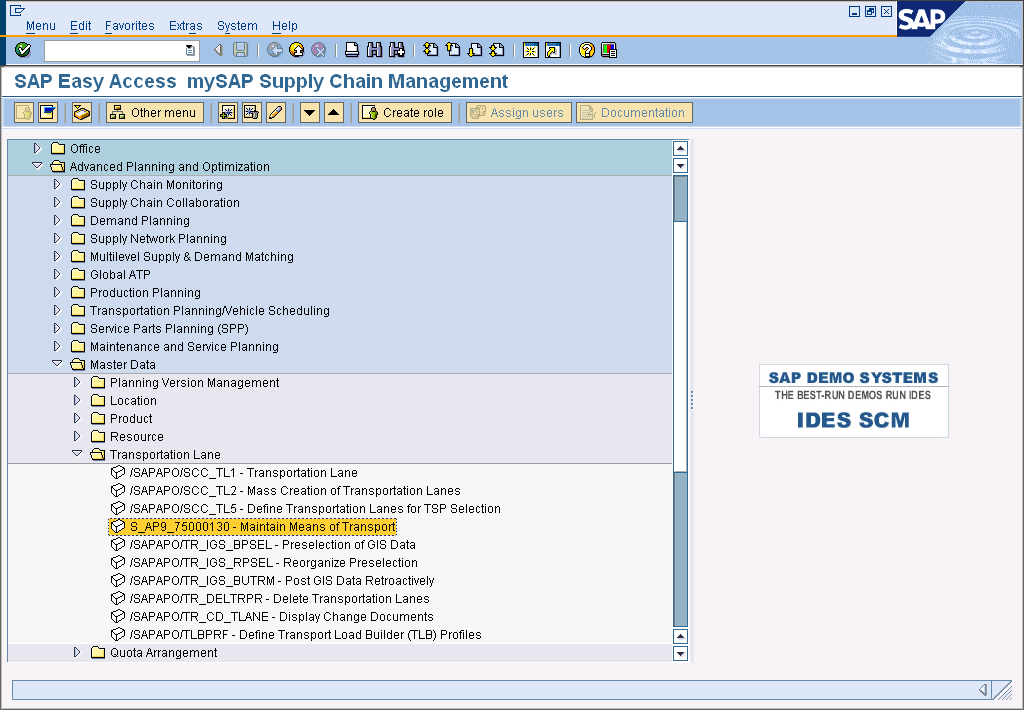 Menu Edit Favorites Extras System Help
SAP
SAP Easy Access mySAP Supply Chain Management
Other menu Create role Assign users Documentation
Office
Advanced Planning and Optimization
Supply Chain Monitoring
Supply Chain Collaboration
Demand Planning
Supply Network Planning
Multilevel Supply & Demand Matching
Global ATP
Production Planning
Transportation Planning/Vehicle Scheduling
Service Parts Planning (SPP)
Maintenance and Service Planning
Master Data
Planning Version Management
Location
Product
Resource
Transportation Lane
/SAPAPO/SCC_TL1 - Transportation Lane
/SAPAPO/SCC_TL2 - Mass Creation of Transportation Lanes
/SAPAPO/SCC_TL5 - Define Transportation Lanes for TSP Selection
S_AP9_75000130 - Maintain Means of Transport
/SAPAPO/TR_IGS_BPSEL - Preselection of GIS Data
/SAPAPO/TR_IGS_RPSEL - Reorganize Preselection
/SAPAPO/TR_IGS_BUTRM - Post GIS Data Retroactively
/SAPAPO/TR_DELTRPR - Delete Transportation Lanes
/SAPAPO/TR_CD_TLANE - Display Change Documents
/SAPAPO/TLBPRF - Define Transport Load Builder (TLB) Profiles
Quota Arrangement
SAP DEMO SYSTEMS
THE BEST-RUN DEMOS RUN IDES
IDES SCM